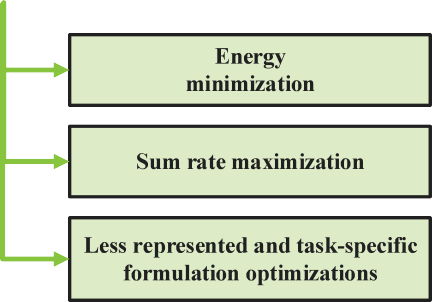 Energy
minimization
Sum rate maximization
Less represented and task-specific
formulation optimizations